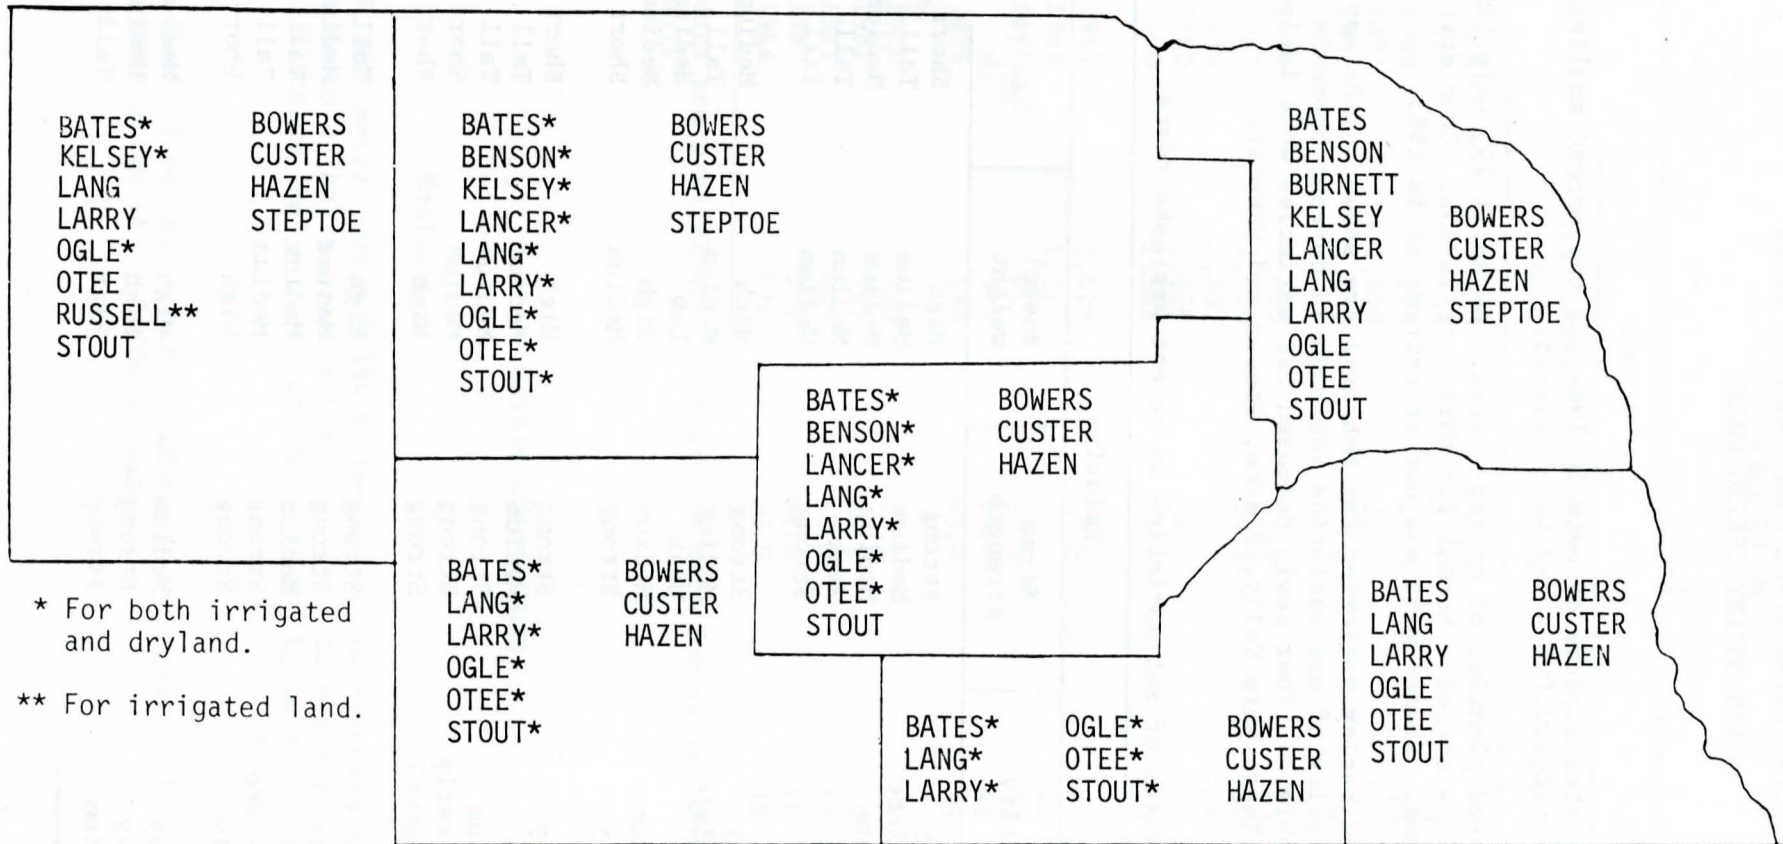 BATES* BOWERS
KELSEY* CUSTER
LANG HAZEN
LARRY STEPTOE
OGLE*
OTEE
RUSSELL**
STOUT
BATES* BOWERS
BENSON* CUSTER
KELSEY* HAZEN
LANCER* STEPTOE
LANG*
LARRY*
OGLE*
OTEE*
STOUT*
BATES
BENSON
BURNETT
KELSEY BOWERS
LANCER CUSTER
LANG HAZEN
LARRY STEPTOE
OGLE
OTEE
STOUT
BATES* BOWERS
BENSON* CUSTER
LANCER* HAZEN
LANG*
LARRY*
OGLE*
OTEE*
STOUT
BATES* BOWERS
LANG* CUSTER
LARRY* HAZEN
OGLE*
OTEE*
STOUT*
BATES* OGLE* BOWERS
LANG* OTEE* CUSTER
LARRY* STOUT* HAZEN
BATES BOWERS
LANG CUSTER
LARRY HAZEN
OGLE
OTEE
STOUT
* For both irrigated
and dryland.
** For irrigated land.